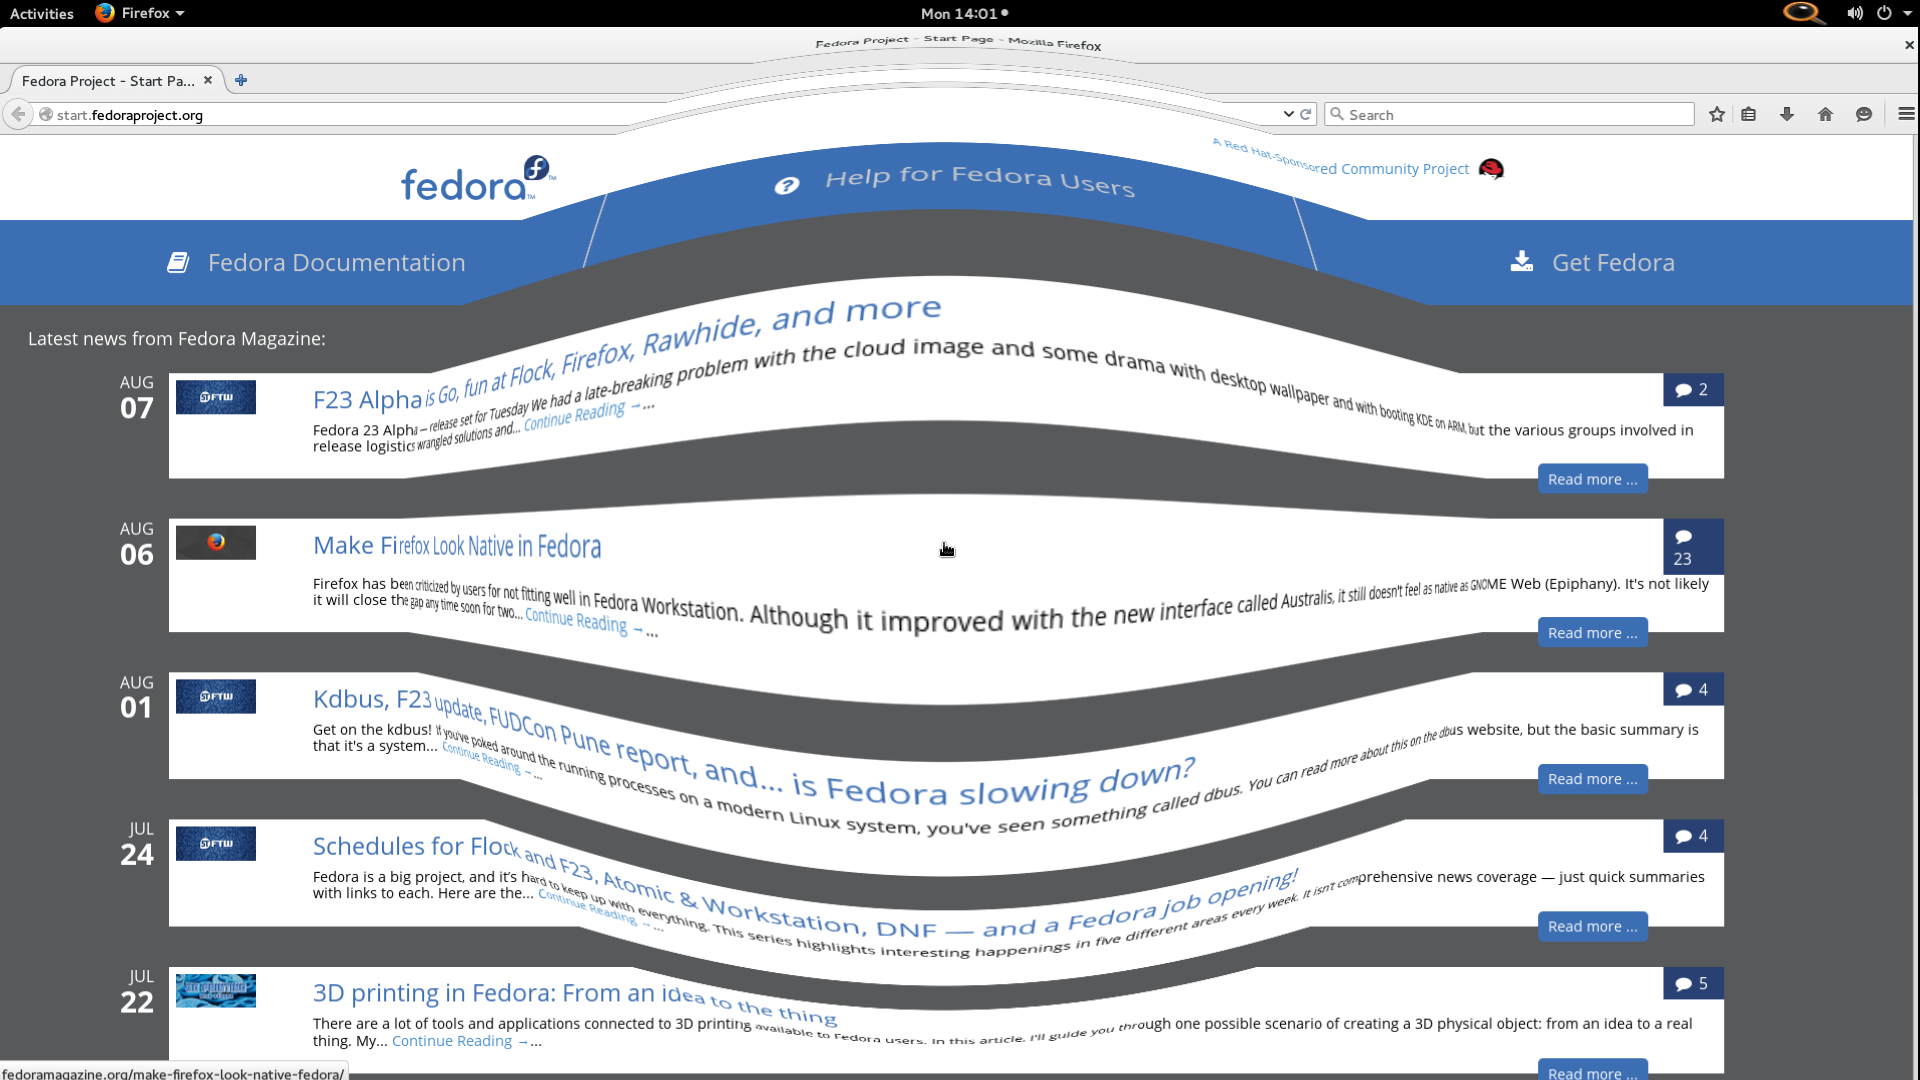 Activities Firefox Mon 14:01
Fedora Project - Start Page - Mozilla Firefox
Fedora Project - Start Pa...
start.fedoraproject.org Search
fedora™
A Red Hat-Sponsored Community Project
Fedora Documentation Help for Fedora Users Get Fedora
Latest news from Fedora Magazine:
AUG
07
F23 Alpha is Go, fun at Flock, Firefox, Rawhide, and more
2
Fedora 23 Alpha — release set for Tuesday We had a late-breaking problem with the cloud image and some drama with desktop wallpaper and with booting KDE on ARM, but the various groups involved in
release logistics wrangled solutions and... Continue Reading →...
Read more ...
AUG
06
Make Firefox Look Native in Fedora
23
Firefox has been criticized by users for not fitting well in Fedora Workstation. Although it improved with the new interface called Australis, it still doesn't feel as native as GNOME Web (Epiphany). It's not likely
it will close the gap any time soon for two... Continue Reading →...
Read more ...
AUG
01
FTW
Kdbus, F23 update, FUDCon Pune report, and... is Fedora slowing down?
4
Get on the kdbus! If you've poked around the running processes on a modern Linux system, you've seen something called dbus. You can read more about this on the dbus website, but the basic summary is
that it's a system... Continue Reading →...
Read more ...
JUL
24
FTW
Schedules for Flock and F23, Atomic & Workstation, DNF — and a Fedora job opening!
4
Fedora is a big project, and it's hard to keep up with everything. This series highlights interesting happenings in five different areas every week. It isn't comprehensive news coverage — just quick summaries
with links to each. Here are the... Continue Reading →...
Read more ...
JUL
22
3D PRINTING
3D printing in Fedora: From an idea to the thing
5
There are a lot of tools and applications connected to 3D printing available to Fedora users. In this article, I'll guide you through one possible scenario of creating a 3D physical object: from an idea to a real
thing. My... Continue Reading →...
Read more ...
fedoramagazine.org/make-firefox-look-native-fedora/